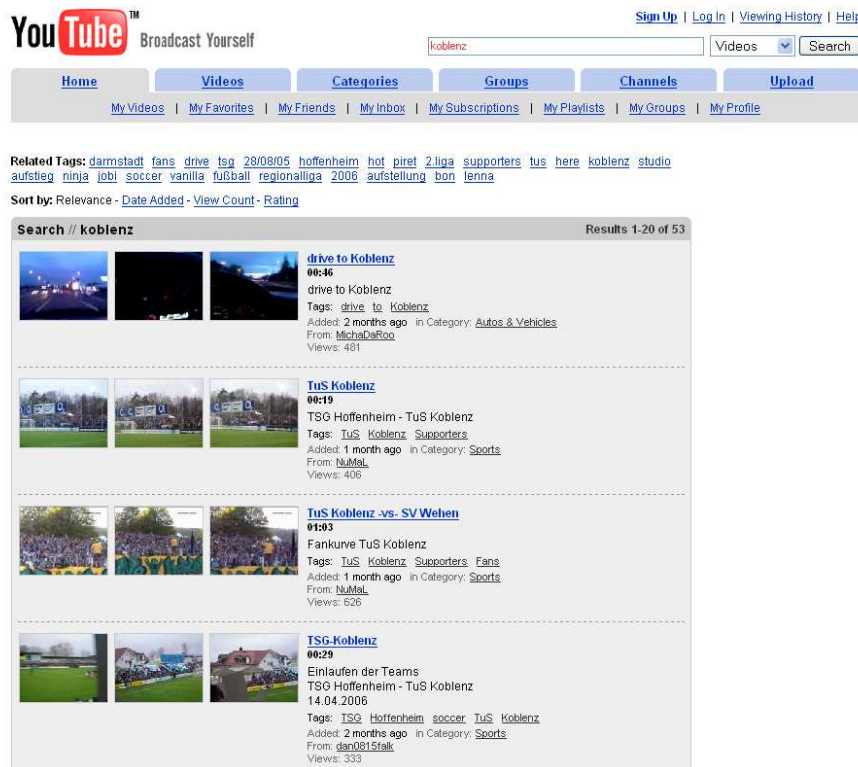 YouTube™ Broadcast Yourself
Sign Up | Log In | Viewing History | Help
koblenz Videos Search
Home Videos Categories Groups Channels Upload
My Videos | My Favorites | My Friends | My Inbox | My Subscriptions | My Playlists | My Groups | My Profile
Related Tags: darmstadt fans drive tsg 28/08/05 hoffenheim hot piret 2.liga supporters tus here koblenz studio
aufstieg ninja jobi soccer vanilla fußball regionalliga 2006 aufstellung bon lenna
Sort by: Relevance - Date Added - View Count - Rating
Search // koblenz Results 1-20 of 53
drive to Koblenz
00:46
drive to Koblenz
Tags: drive to Koblenz
Added: 2 months ago in Category: Autos & Vehicles
From: MichaDaRoo
Views: 481
TuS Koblenz
00:19
TSG Hoffenheim - TuS Koblenz
Tags: TuS Koblenz Supporters
Added: 1 month ago in Category: Sports
From: NuMaL
Views: 406
TuS Koblenz -vs- SV Wehen
01:03
Fankurve TuS Koblenz
Tags: TuS Koblenz Supporters Fans
Added: 1 month ago in Category: Sports
From: NuMaL
Views: 626
TSG-Koblenz
00:29
Einlaufen der Teams
TSG Hoffenheim - TuS Koblenz
14.04.2006
Tags: TSG Hoffenheim soccer TuS Koblenz
Added: 2 months ago in Category: Sports
From: dan0815falk
Views: 333